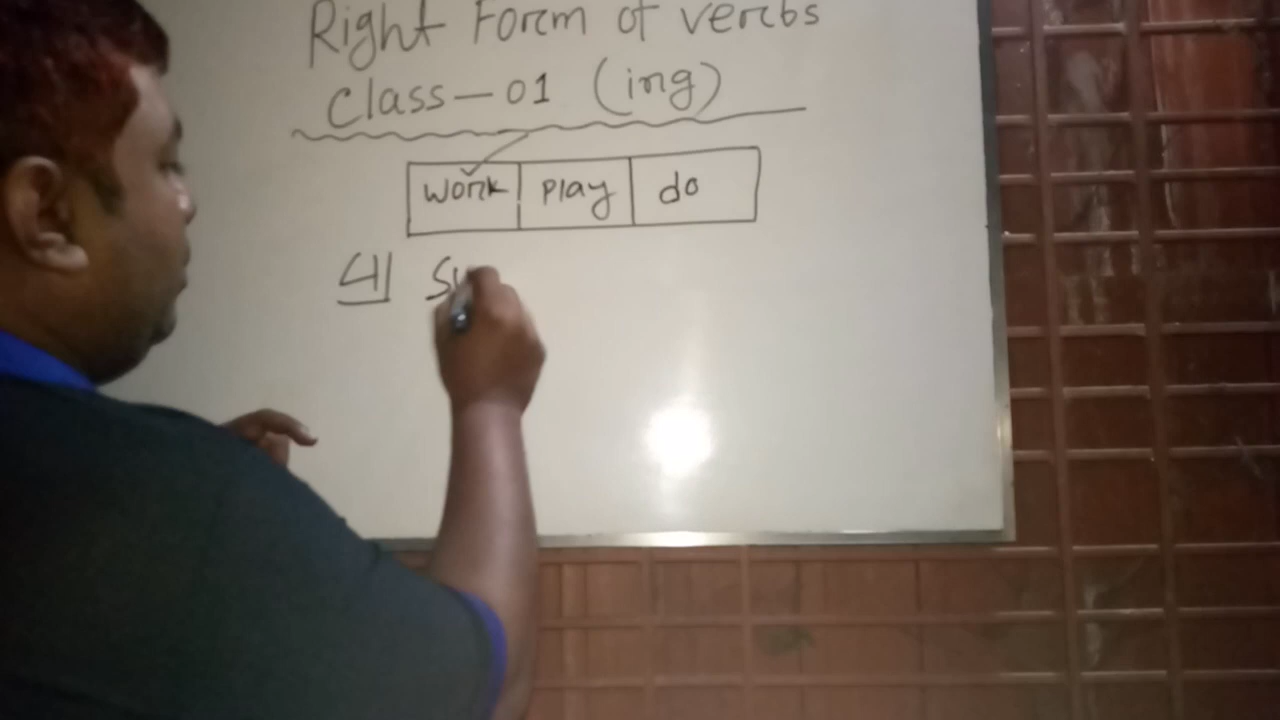 Right Form of verbs
Class-01 (ing)
work play do